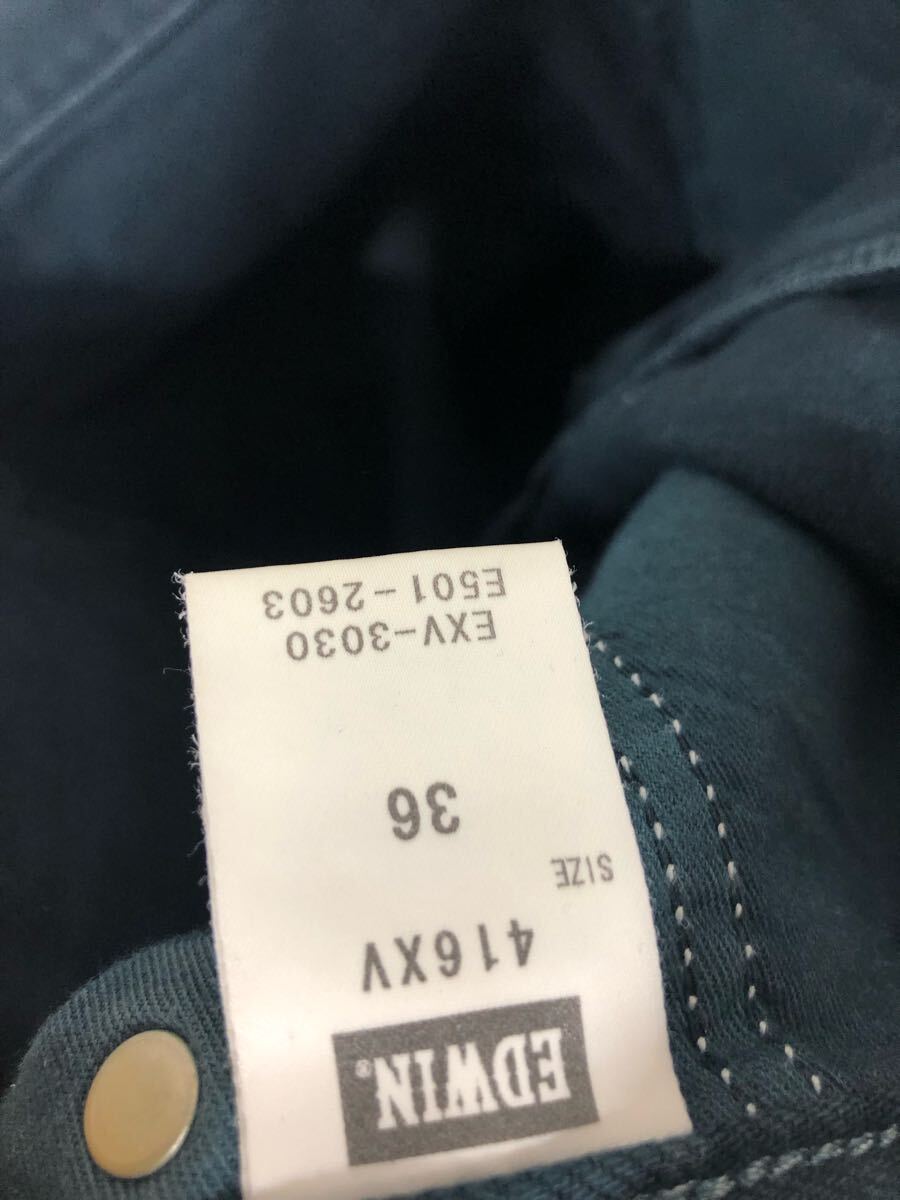 EDWIN®
416XV
SIZE
36
EXV-3030
E501-2603